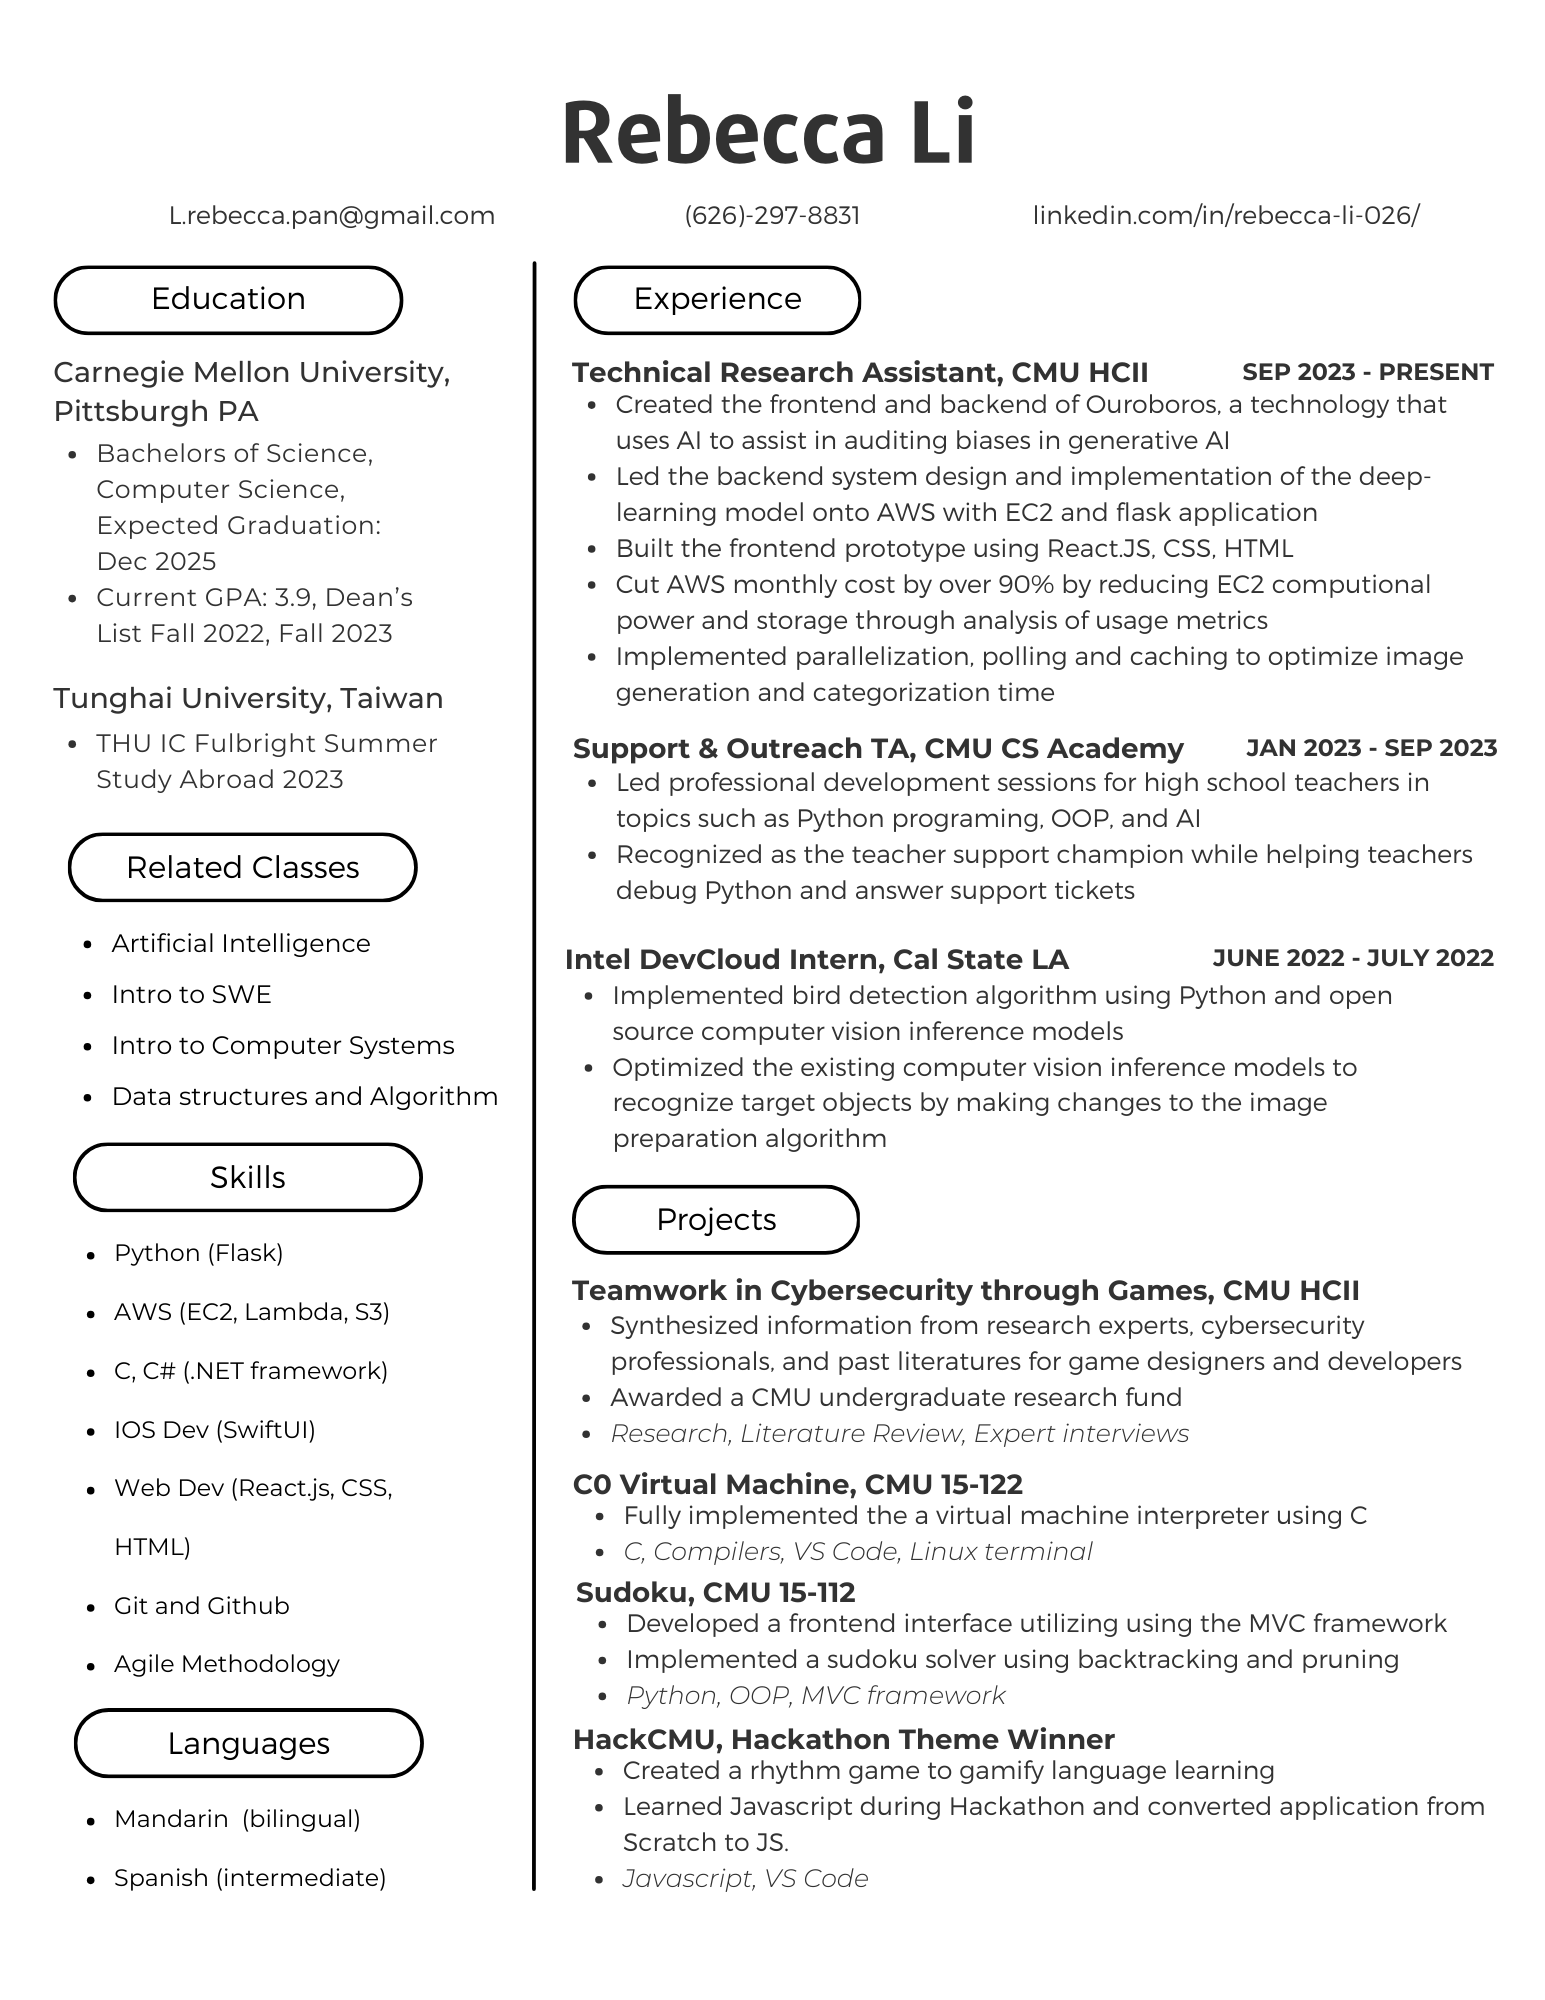 Rebecca Li
L.rebecca.pan@gmail.com (626)-297-8831 linkedin.com/in/rebecca-li-026/
Education
Carnegie Mellon University,
Pittsburgh PA
Bachelors of Science,
Computer Science,
Expected Graduation:
Dec 2025
Current GPA: 3.9, Dean’s
List Fall 2022, Fall 2023
Tunghai University, Taiwan
THU IC Fulbright Summer
Study Abroad 2023
Related Classes
Artificial Intelligence
Intro to SWE
Intro to Computer Systems
Data structures and Algorithm
Skills
Python (Flask)
AWS (EC2, Lambda, S3)
C, C# (.NET framework)
IOS Dev (SwiftUI)
Web Dev (React.js, CSS,
HTML)
Git and Github
Agile Methodology
Languages
Mandarin (bilingual)
Spanish (intermediate)
Experience
Technical Research Assistant, CMU HCII SEP 2023 - PRESENT
Created the frontend and backend of Ouroboros, a technology that
uses AI to assist in auditing biases in generative AI
Led the backend system design and implementation of the deep-
learning model onto AWS with EC2 and flask application
Built the frontend prototype using React.JS, CSS, HTML
Cut AWS monthly cost by over 90% by reducing EC2 computional
power and storage through analysis of usage metrics
Implemented parallelization, polling and caching to optimize image
generation and categorization time
Support & Outreach TA, CMU CS Academy JAN 2023 - SEP 2023
Led professional development sessions for high school teachers in
topics such as Python programing, OOP, and AI
Recognized as the teacher support champion while helping teachers
debug Python and answer support tickets
Intel DevCloud Intern, Cal State LA JUNE 2022 - JULY 2022
Implemented bird detection algorithm using Python and open
source computer vision inference models
Optimized the existing computer vision inference models to
recognize target objects by making changes to the image
preparation algorithm
Projects
Teamwork in Cybersecurity through Games, CMU HCII
Synthesized information from research experts, cybersecurity
professionals, and past literatures for game designers and developers
Awarded a CMU undergraduate research fund
Research, Literature Review, Expert interviews
C0 Virtual Machine, CMU 15-122
Fully implemented the a virtual machine interpreter using C
C, Compilers, VS Code, Linux terminal
Sudoku, CMU 15-112
Developed a frontend interface utilizing using the MVC framework
Implemented a sudoku solver using backtracking and pruning
Python, OOP, MVC framework
HackCMU, Hackathon Theme Winner
Created a rhythm game to gamify language learning
Learned Javascript during Hackathon and converted application from
Scratch to JS.
Javascript, VS Code